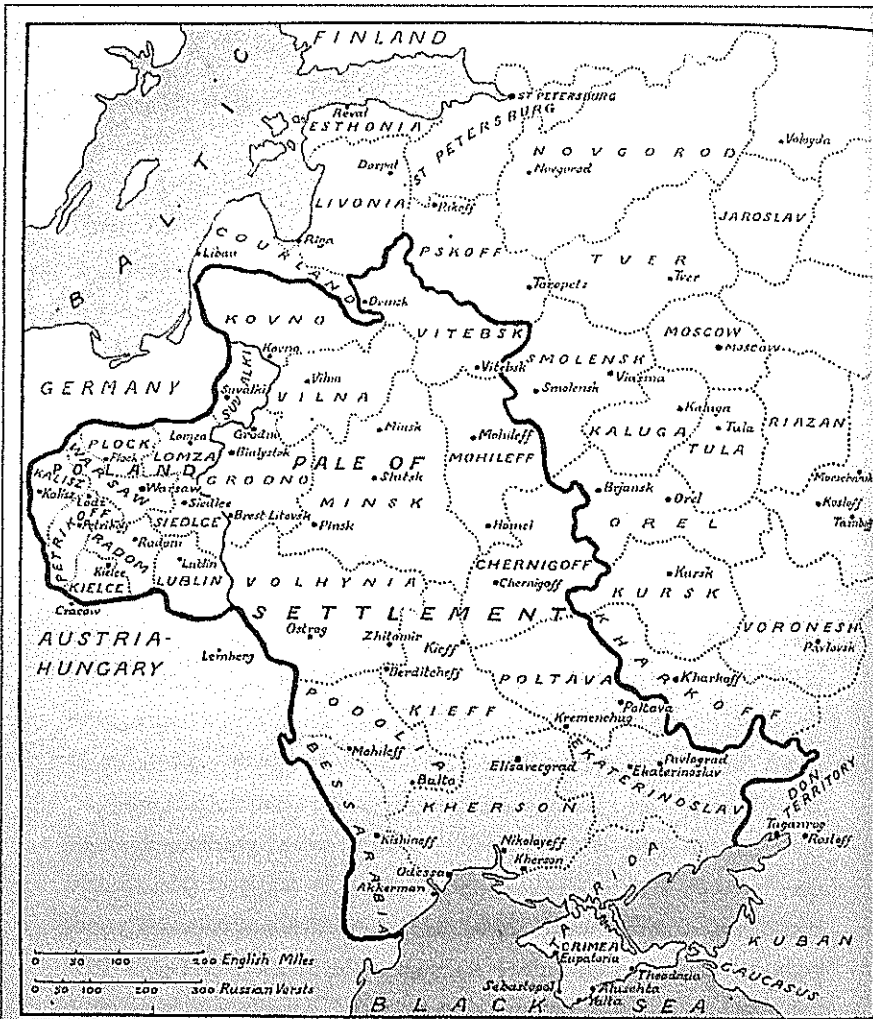 FINLAND
BALTIC
ST PETERSBURG
Reval
ESTHONIA
ST PETERSBURG
NOVGOROD
Vologda
Dorpat
Novgorod
LIVONIA
Pskoff
JAROSLAV
COURLAND
Riga
PSKOFF
TVER
Libau
Toropetz
Tver
Dvinsk
KOVNO
VITEBSK
MOSCOW
Moscow
Kovno
SMOLENSK
Vitebsk
Viazma
GERMANY
SUVALKI
Suvalki
Vilna
VILNA
Smolensk
Kaluga
KALUGA
Tula
TULA
RIAZAN
Grodno
Minsk
Mohileff
MOHILEFF
PLOCK
Plock
Lomza
LOMZA
Bialystok
PALE OF
POLAND
WARSAW
Warsaw
GRODNO
Slutsk
MINSK
KALISZ
Kalisz
Lodz
Siedlce
Brjansk
Orel
Morschansk
Kosloff
Tamboff
PETRIKOFF
Petrikoff
SIEDLCE
Brest Litovsk
Pinsk
Homel
OREL
RADOM
Radom
Lublin
LUBLIN
CHERNIGOFF
Chernigoff
Kursk
KURSK
Kielce
KIELCE
VOLHYNIA
Cracow
SETTLEMENT
AUSTRIA-
HUNGARY
Ostrog
Zhitomir
Kieff
KHARKOFF
VORONESH
Pavlovsk
Lemberg
Berditcheff
POLTAVA
Kharkoff
PODOLIA
KIEFF
Poltava
Kremenchug
Mohileff
Elisavetgrad
Pavlograd
Ekaterinoslav
EKATERINOSLAV
BESSARABIA
Balta
KHERSON
DON
TERRITORY
Taganrog
Rosloff
Kishineff
Nikolayeff
Kherson
TAURIDA
Odessa
Akkerman
CRIMEA
Eupatoria
KUBAN
0 100 200 English Miles
Theodosia
CAUCASUS
0 50 100 200 300 Russian Versts
Sebastopol
Alushta
Yalta
BLACK SEA